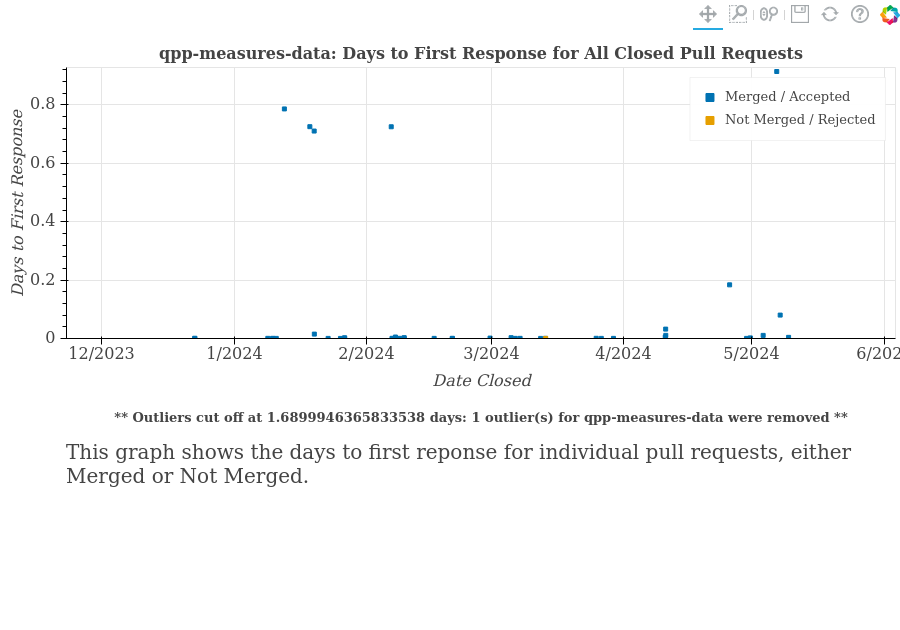 qpp-measures-data: Days to First Response for All Closed Pull Requests
Merged / Accepted
Not Merged / Rejected
Days to First Response
0.8
0.6
0.4
0.2
0
12/2023 1/2024 2/2024 3/2024 4/2024 5/2024 6/202
Date Closed
** Outliers cut off at 1.6899946365833538 days: 1 outlier(s) for qpp-measures-data were removed **
This graph shows the days to first reponse for individual pull requests, either
Merged or Not Merged.